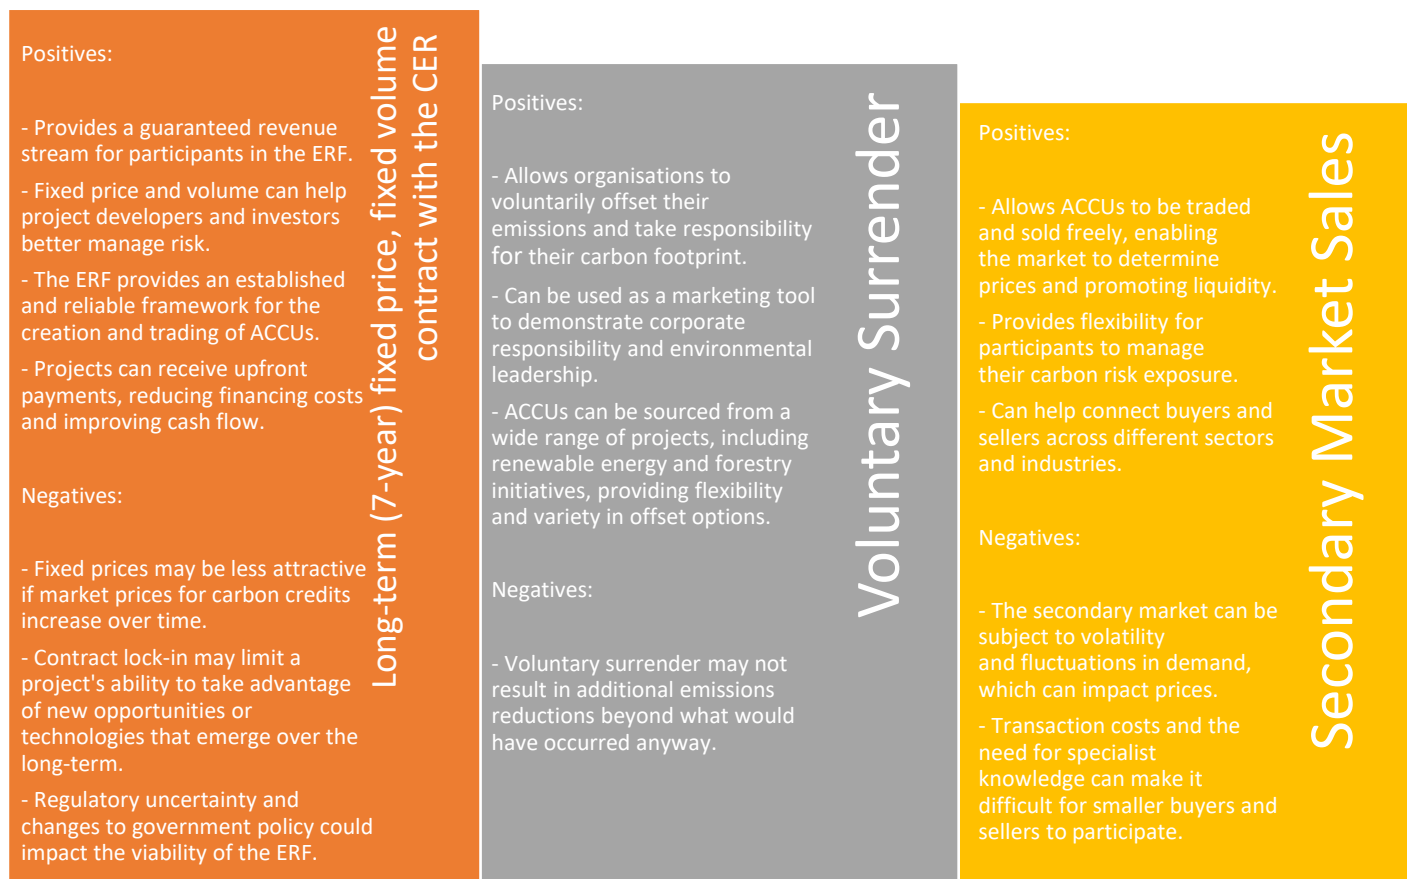 Positives:
- Provides a guaranteed revenue
stream for participants in the ERF.
- Fixed price and volume can help
project developers and investors
better manage risk.
- The ERF provides an established
and reliable framework for the
creation and trading of ACCUs.
- Projects can receive upfront
payments, reducing financing costs
and improving cash flow.
Negatives:
- Fixed prices may be less attractive
if market prices for carbon credits
increase over time.
- Contract lock-in may limit a
project's ability to take advantage
of new opportunities or
technologies that emerge over the
long-term.
- Regulatory uncertainty and
changes to government policy could
impact the viability of the ERF.
Long-term (7-year) fixed price, fixed volume
contract with the CER
Positives:
- Allows organisations to
voluntarily offset their
emissions and take responsibility
for their carbon footprint.
- Can be used as a marketing tool
to demonstrate corporate
responsibility and environmental
leadership.
- ACCUs can be sourced from a
wide range of projects, including
renewable energy and forestry
initiatives, providing flexibility
and variety in offset options.
Negatives:
- Voluntary surrender may not
result in additional emissions
reductions beyond what would
have occurred anyway.
Voluntary Surrender
Positives:
- Allows ACCUs to be traded
and sold freely, enabling
the market to determine
prices and promoting liquidity.
- Provides flexibility for
participants to manage
their carbon risk exposure.
- Can help connect buyers and
sellers across different sectors
and industries.
Negatives:
- The secondary market can be
subject to volatility
and fluctuations in demand,
which can impact prices.
- Transaction costs and the
need for specialist
knowledge can make it
difficult for smaller buyers and
sellers to participate.
Secondary Market Sales